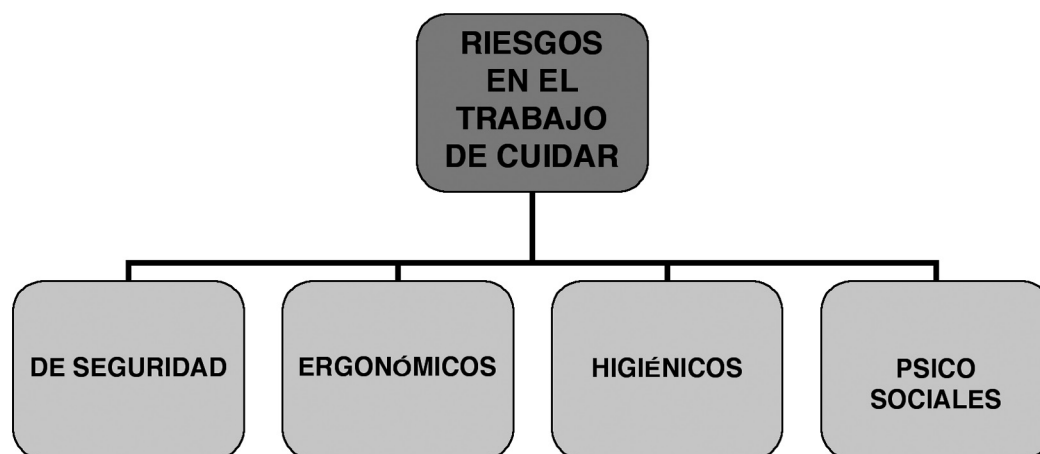 RIESGOS
EN EL
TRABAJO
DE CUIDAR
DE SEGURIDAD
ERGONÓMICOS
HIGIÉNICOS
PSICO
SOCIALES